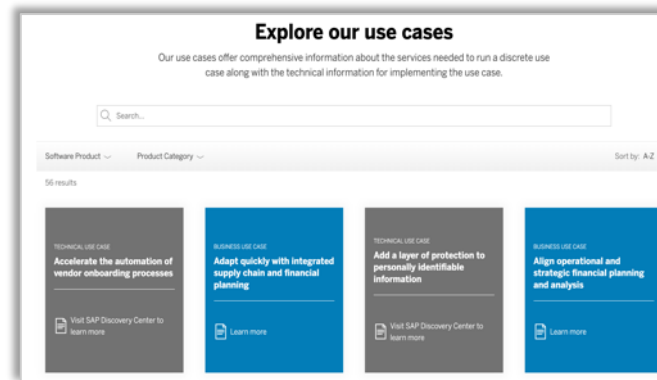 Explore our use cases
Our use cases offer comprehensive information about the services needed to run a discrete use
case along with the technical information for implementing the use case.
Search...
Software Product
Product Category
Sort by: A-Z
56 results
TECHNICAL USE CASE
Accelerate the automation of
vendor onboarding processes
Visit SAP Discovery Center to
learn more
BUSINESS USE CASE
Adapt quickly with integrated
supply chain and financial
planning
Learn more
TECHNICAL USE CASE
Add a layer of protection to
personally identifiable
information
Visit SAP Discovery Center to
learn more
BUSINESS USE CASE
Align operational and
strategic financial planning
and analysis
Learn more